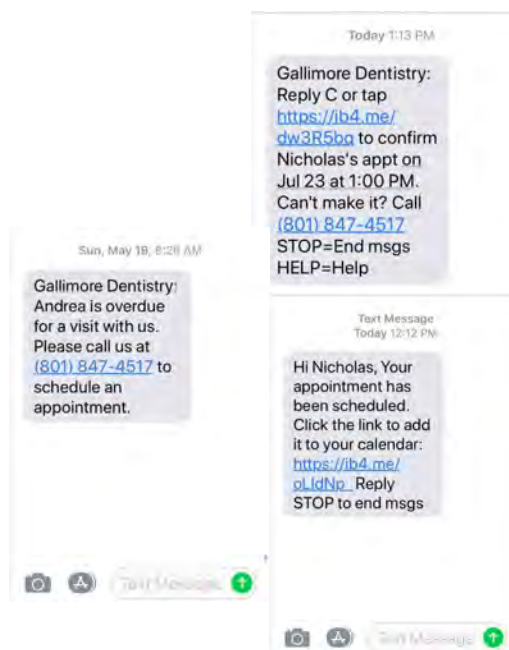 Today 1:13 PM
Gallimore Dentistry:
Reply C or tap
https://ib4.me/
dw3R5bq to confirm
Nicholas's appt on
Jul 23 at 1:00 PM.
Can't make it? Call
(801) 847-4517
STOP=End msgs
HELP=Help
Sun, May 19, 8:26 AM
Gallimore Dentistry:
Andrea is overdue
for a visit with us.
Please call us at
(801) 847-4517 to
schedule an
appointment.
Text Message
Text Message
Today 12:12 PM
Hi Nicholas, Your
appointment has
been scheduled.
Click the link to add
it to your calendar:
https://ib4.me/
oLIdNp Reply
STOP to end msgs
Text Message